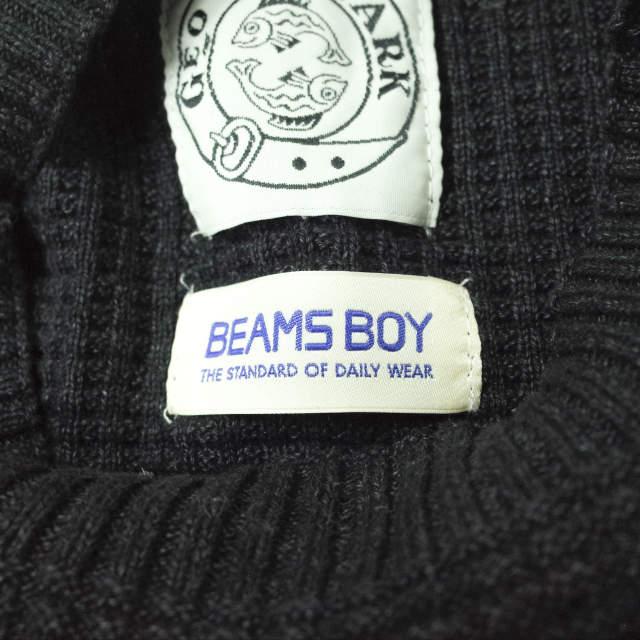 GEO ARK
BEAMS BOY
THE STANDARD OF DAILY WEAR